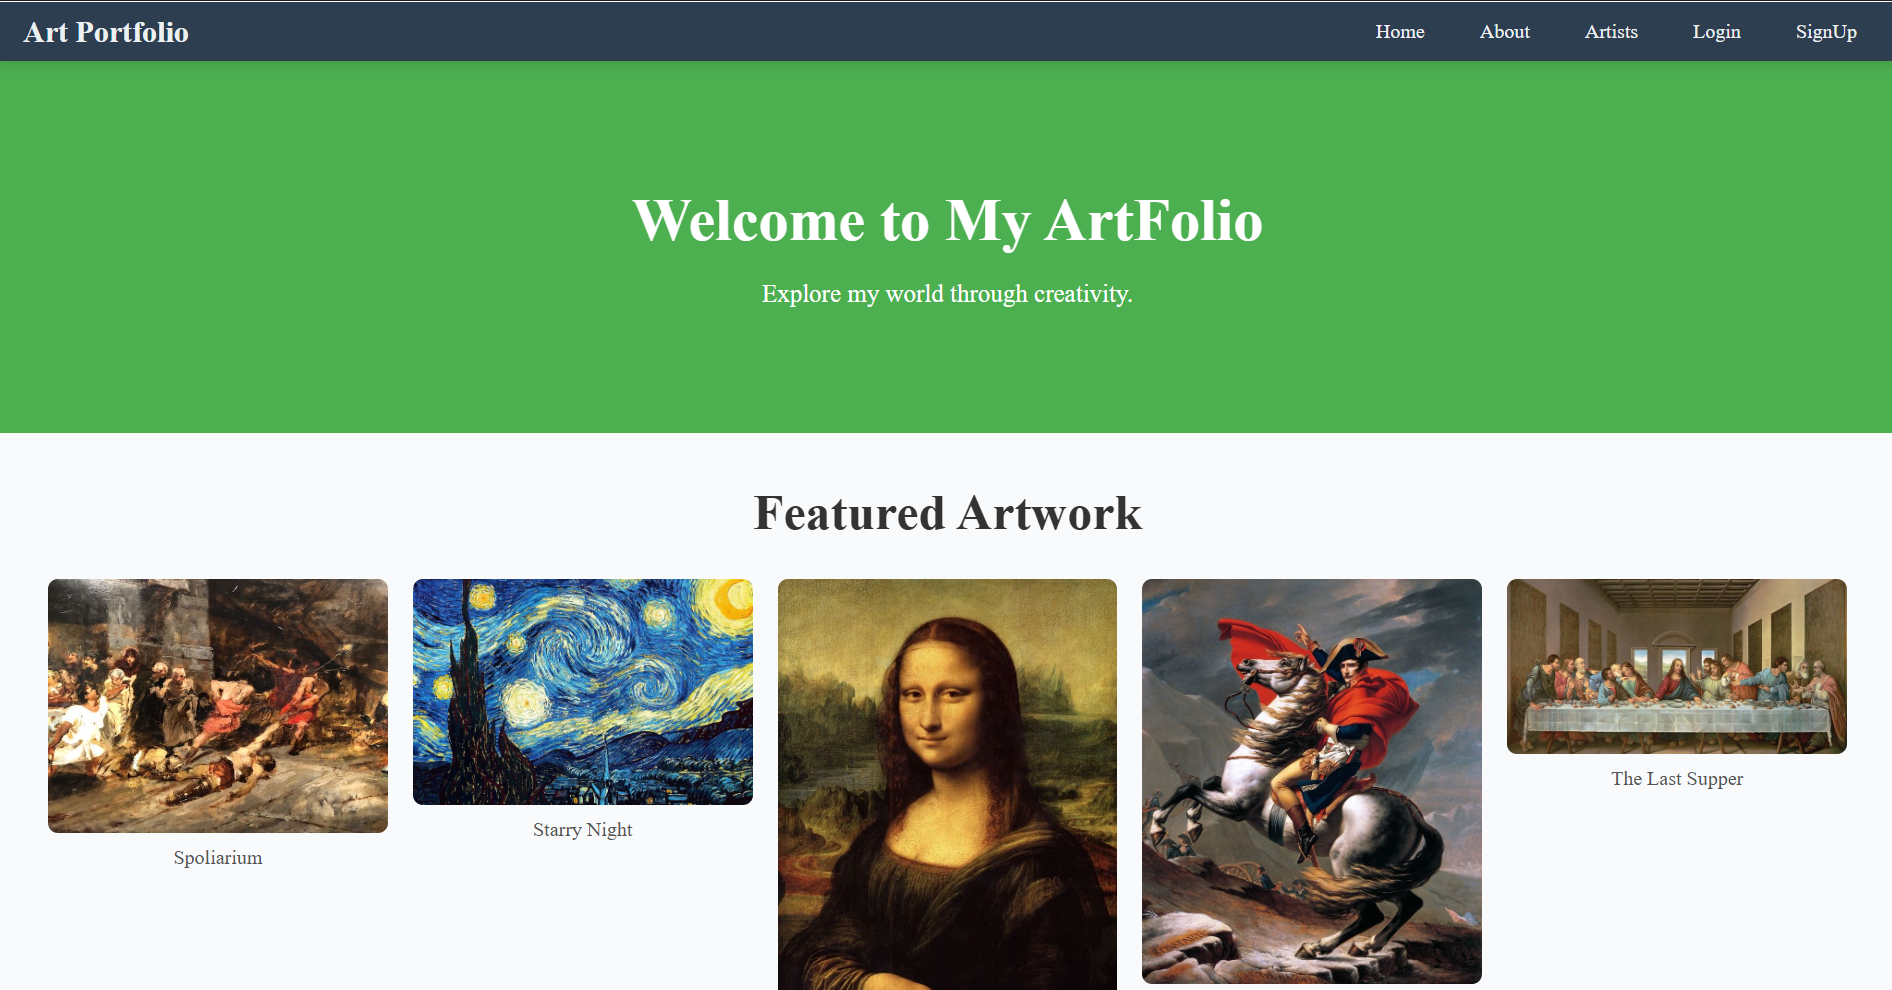 Art Portfolio
Home
About
Artists
Login
SignUp
Welcome to My ArtFolio
Explore my world through creativity.
Featured Artwork
Spoliarium
Starry Night
The Last Supper